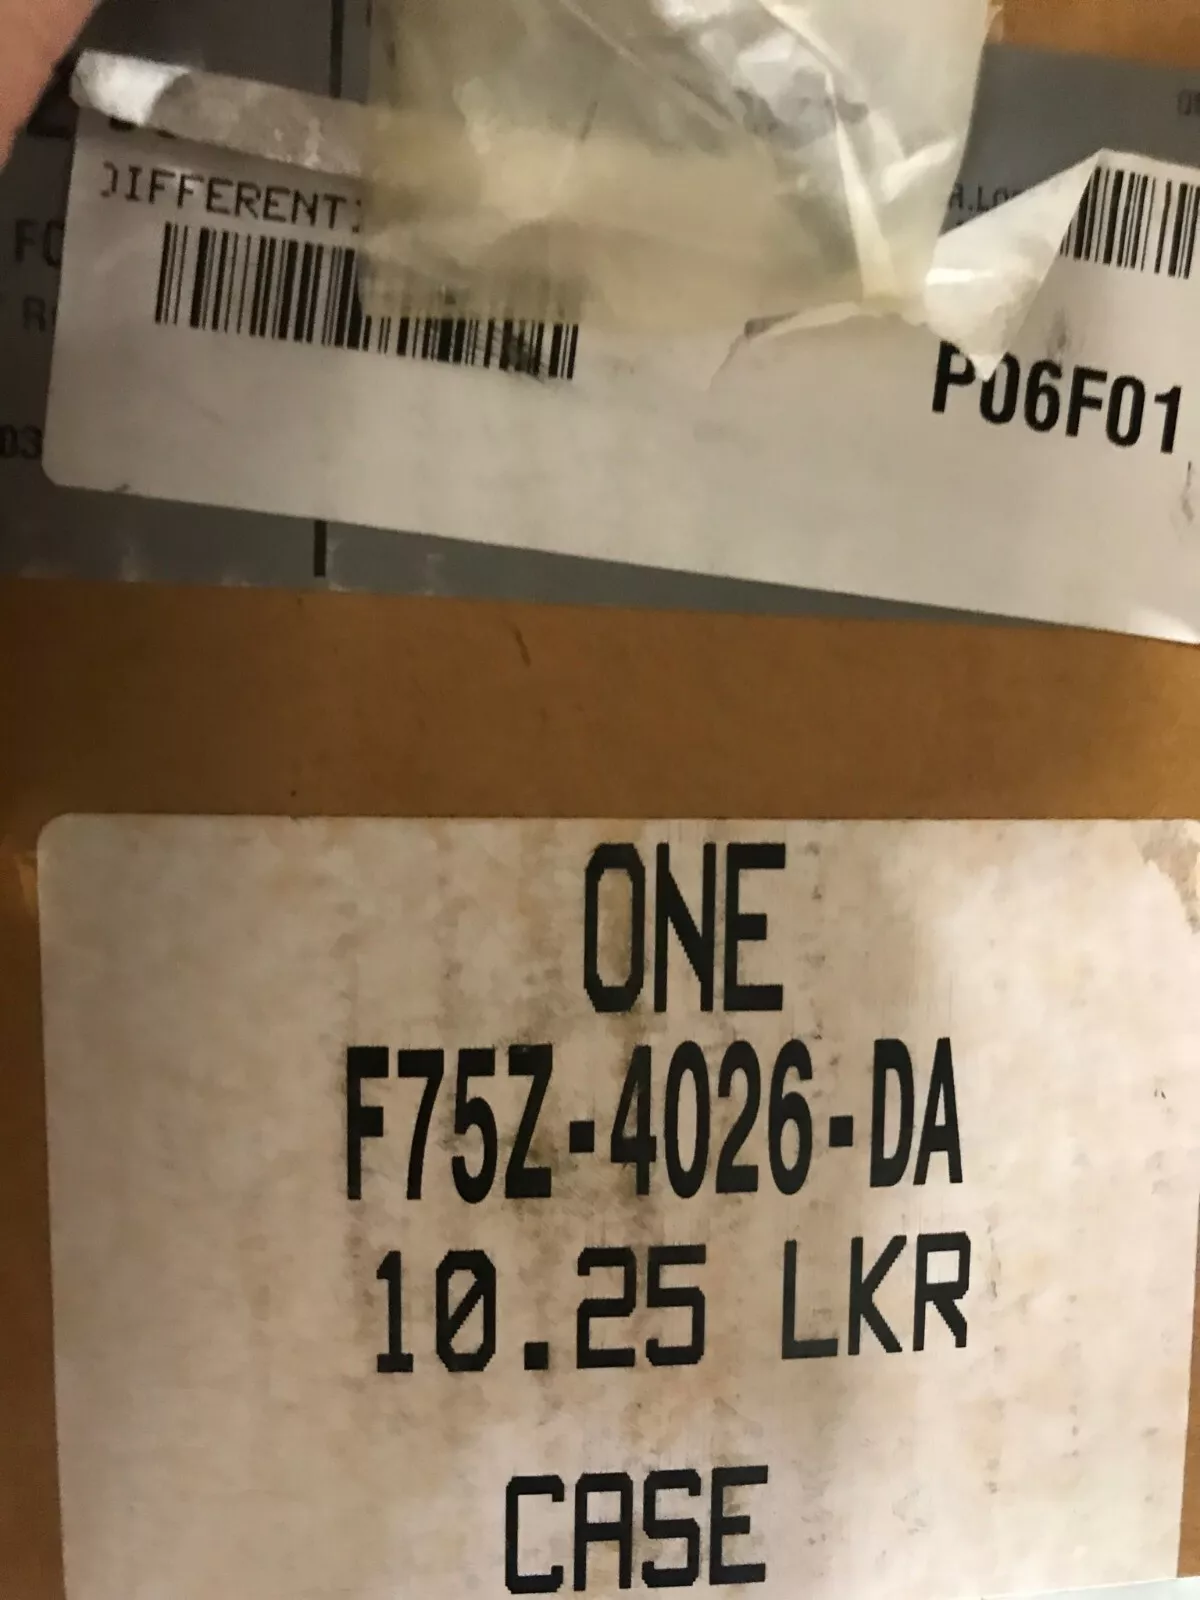 DIFFERENT
P06F01
ONE
F75Z-4026-DA
10.25 LKR
CASE